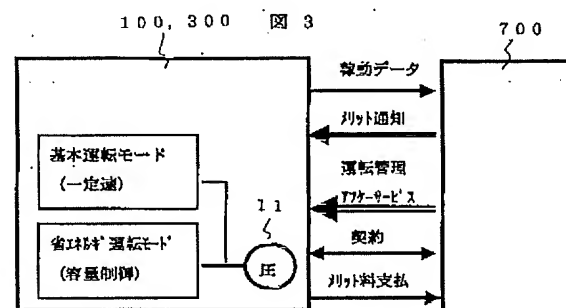 100, 300 図 3
700
稼動データ
メリット通知
基本運転モード
(一定速)
運転管理
アフターサービス
11
圧
省エネルギ運転モード
(容量制御)
契約
メリット料支払